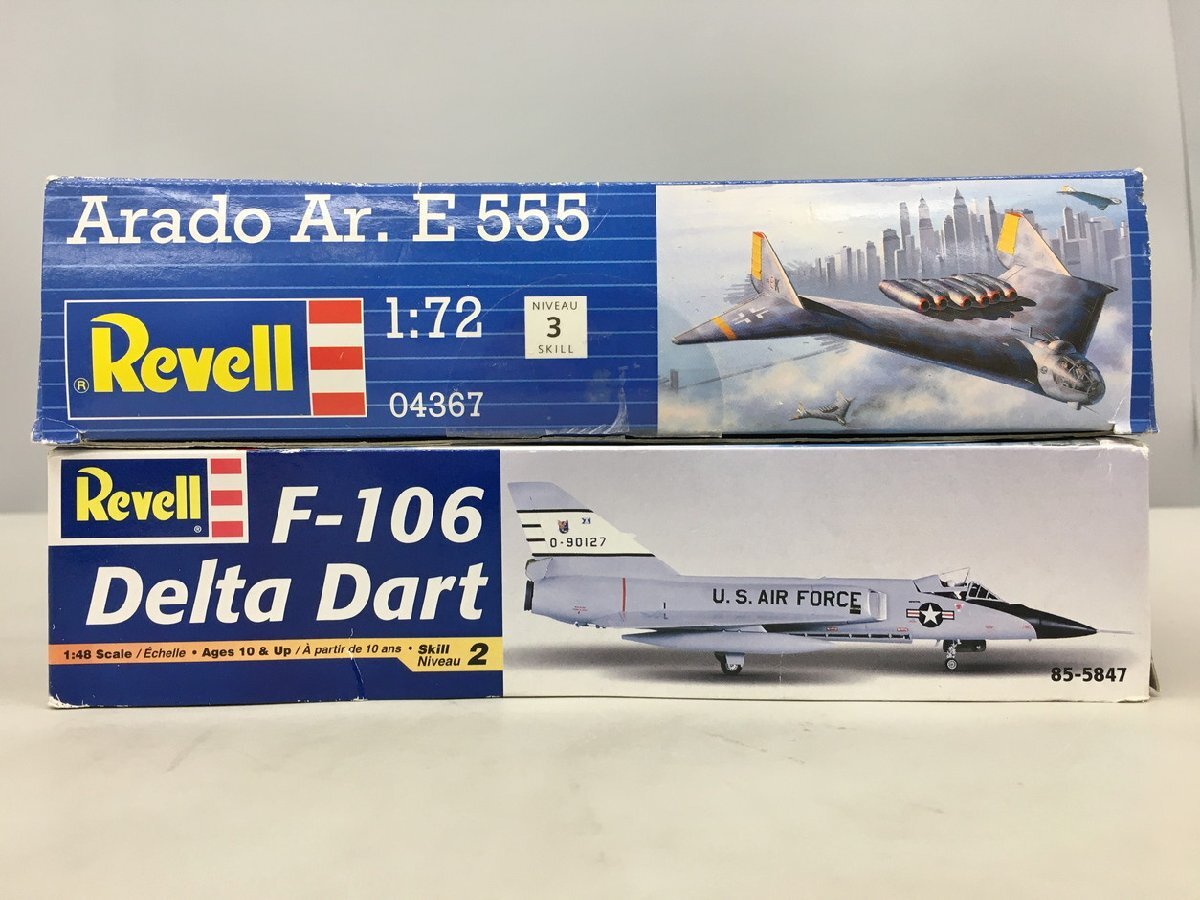 Arado Ar. E 555
Revell
®
1:72
NIVEAU
3
SKILL
04367
Revell
®
F-106
Delta Dart
1:48 Scale / Échelle • Ages 10 & Up / À partir de 10 ans • Skill Niveau 2
O-90127
U.S. AIR FORCE
85-5847